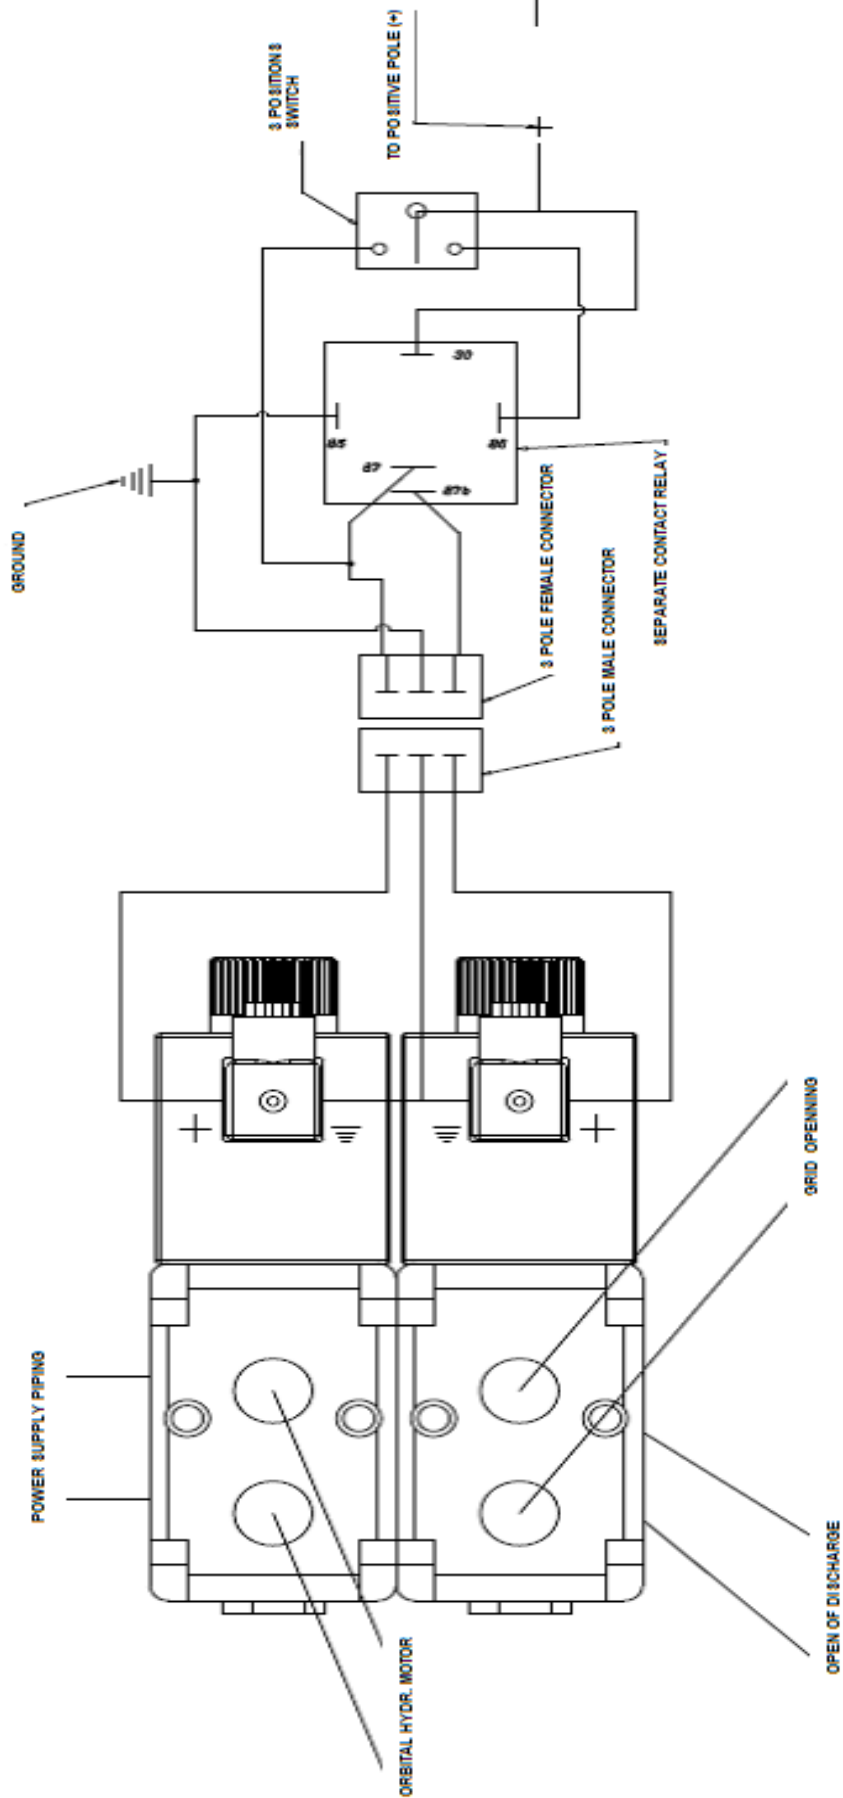 3 POSITIONS
SWITCH
TO POSITIVE POLE (+)
GROUND
30
85
86
87
87b
3 POLE FEMALE CONNECTOR
3 POLE MALE CONNECTOR
SEPARATE CONTACT RELAY
GRID OPENNING
POWER SUPPLY PIPING
ORBITAL HYDR. MOTOR
OPEN OF DISCHARGE